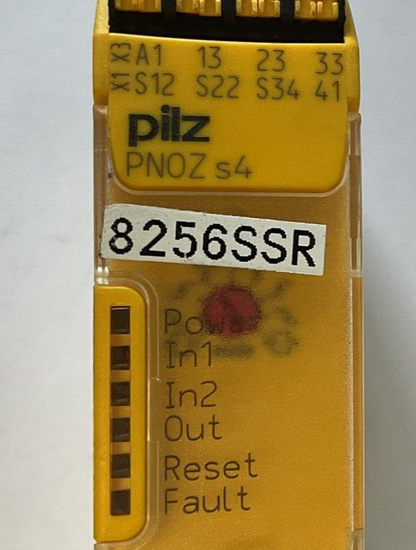 X3 A1 13 23 33
X1 S12 S22 S34 41
pilz
PNOZ s4
8256SSR
Power
In1
In2
Out
Reset
Fault